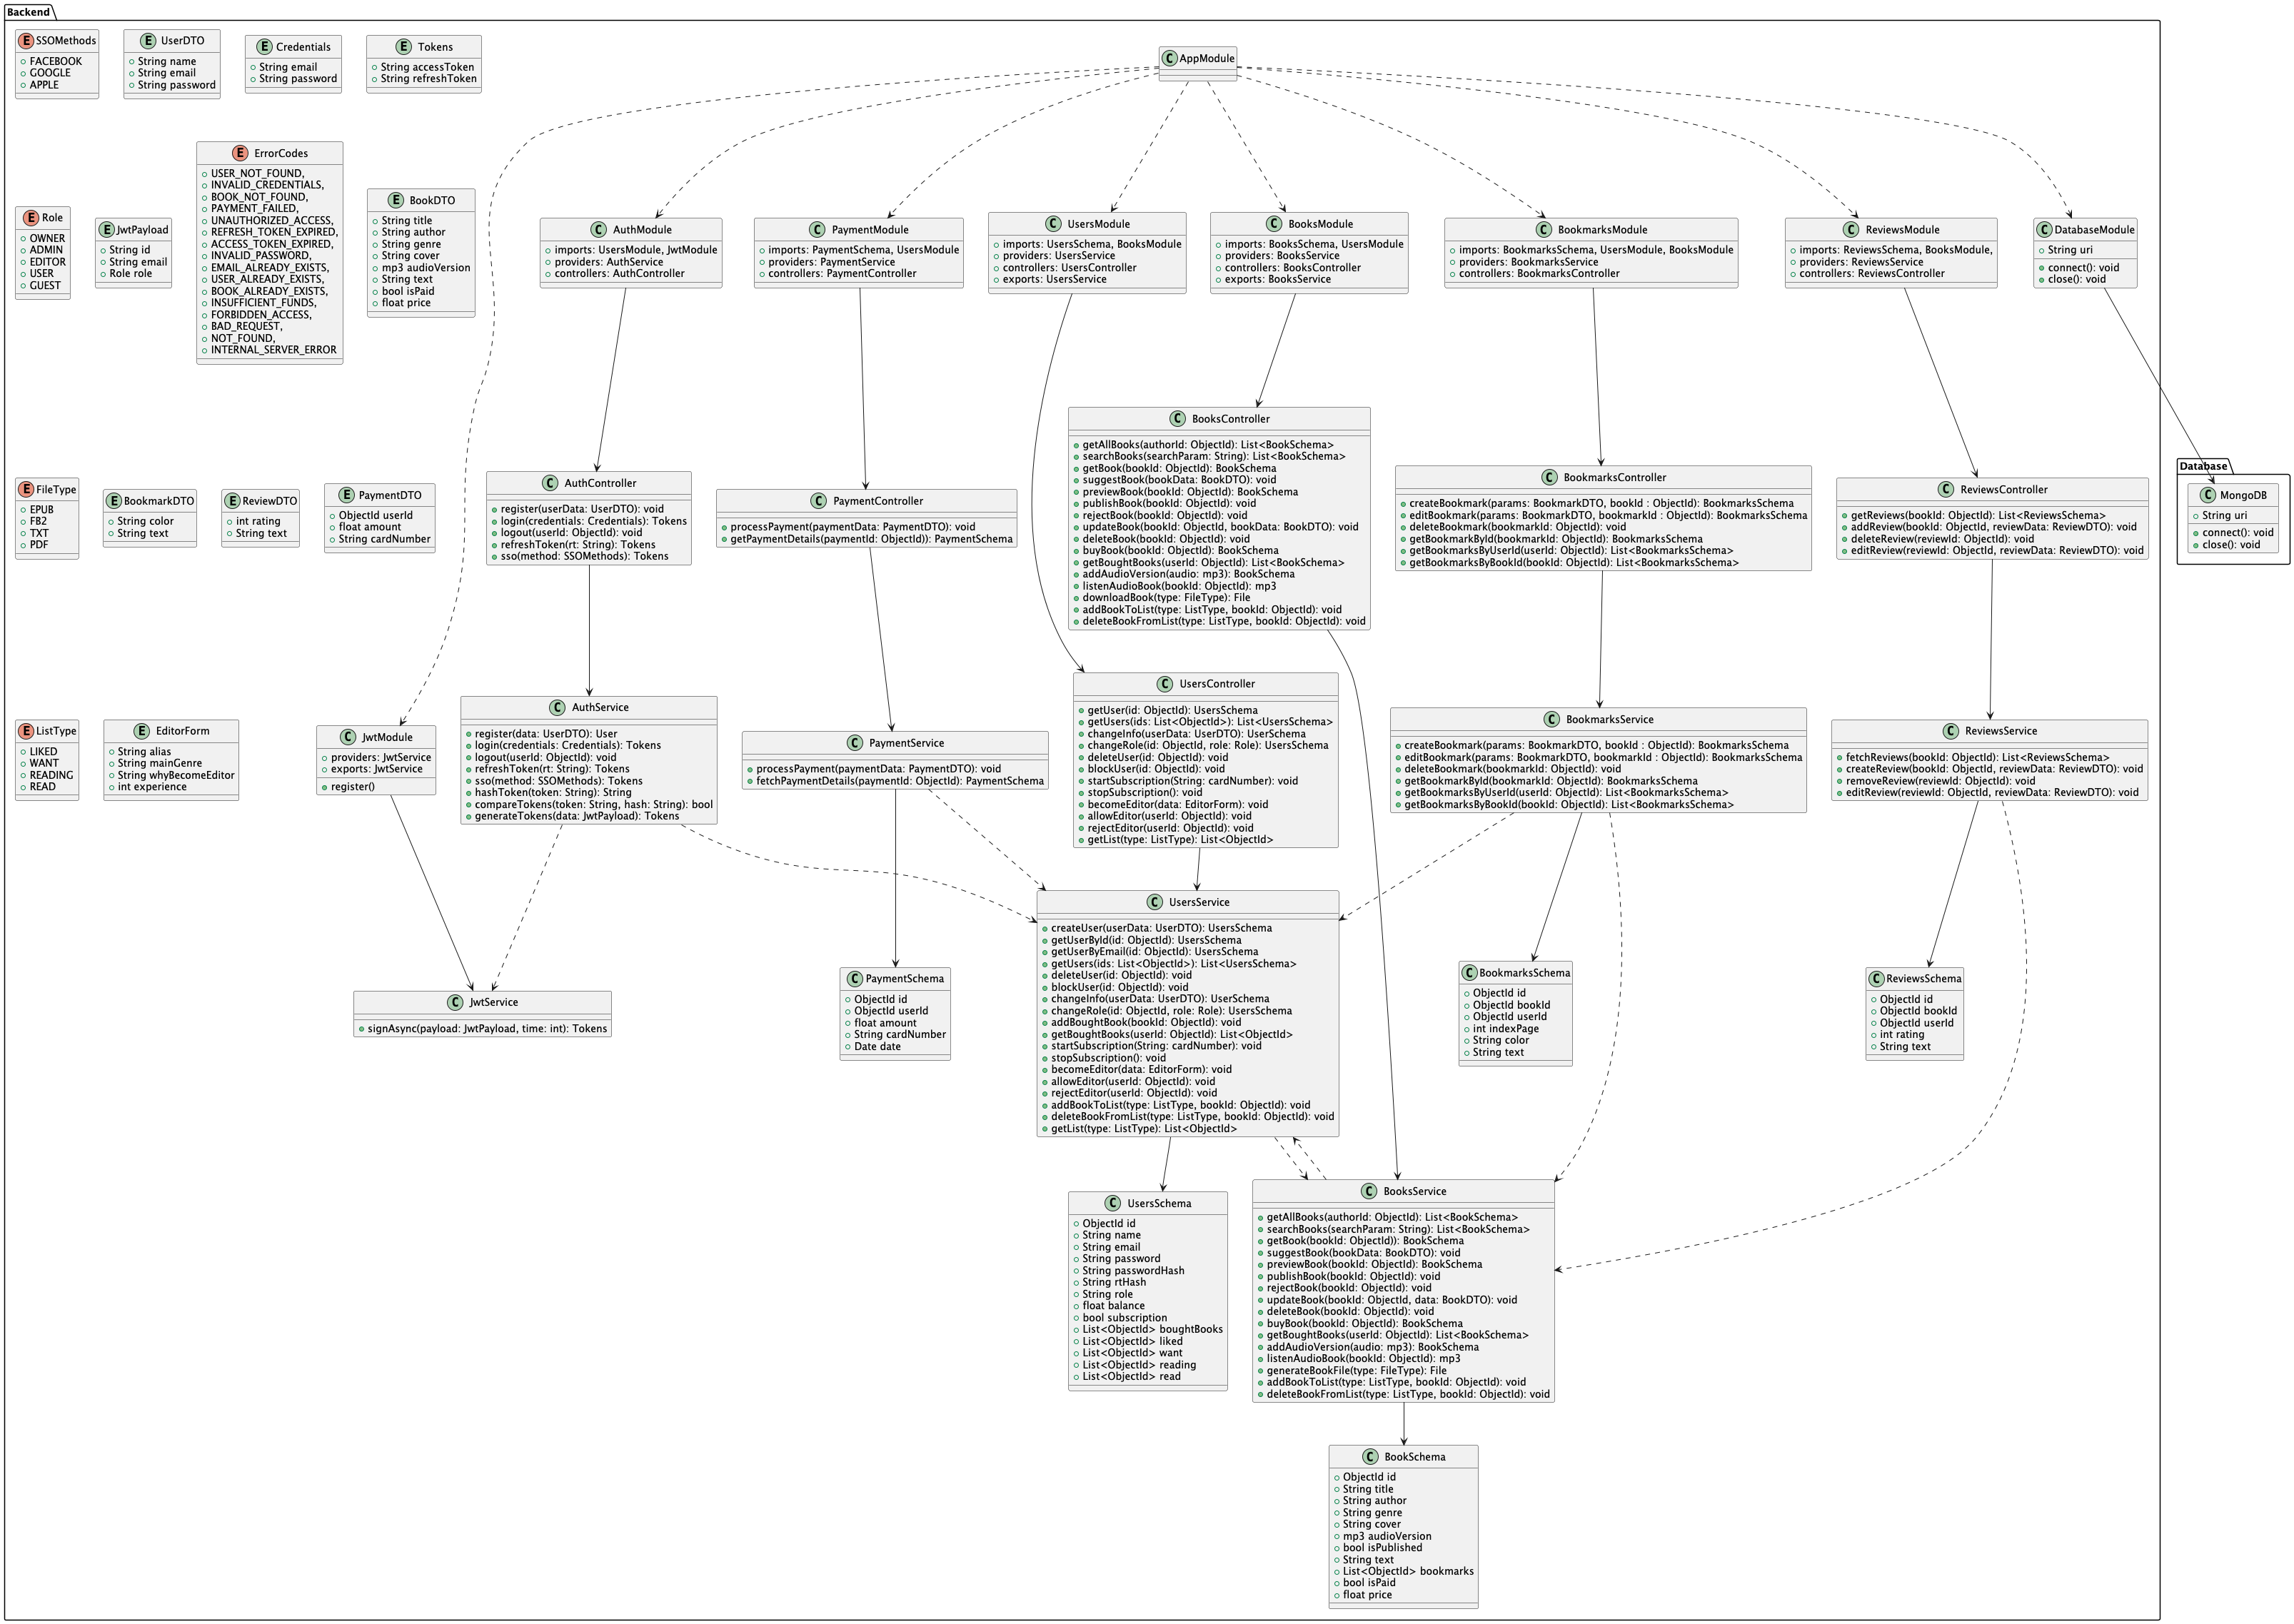 Backend
E SSOMethods
FACEBOOK
GOOGLE
APPLE
E UserDTO
String name
String email
String password
E Credentials
String email
String password
E Tokens
String accessToken
String refreshToken
C AppModule
E Role
OWNER
ADMIN
EDITOR
USER
GUEST
E JwtPayload
String id
String email
Role role
E ErrorCodes
USER_NOT_FOUND,
INVALID_CREDENTIALS,
BOOK_NOT_FOUND,
PAYMENT_FAILED,
UNAUTHORIZED_ACCESS,
REFRESH_TOKEN_EXPIRED,
ACCESS_TOKEN_EXPIRED,
INVALID_PASSWORD,
EMAIL_ALREADY_EXISTS,
USER_ALREADY_EXISTS,
BOOK_ALREADY_EXISTS,
INSUFFICIENT_FUNDS,
FORBIDDEN_ACCESS,
BAD_REQUEST,
NOT_FOUND,
INTERNAL_SERVER_ERROR
E BookDTO
String title
String author
String genre
String cover
mp3 audioVersion
String text
bool isPaid
float price
C AuthModule
imports: UsersModule, JwtModule
providers: AuthService
controllers: AuthController
C PaymentModule
imports: PaymentSchema, UsersModule
providers: PaymentService
controllers: PaymentController
C UsersModule
imports: UsersSchema, BooksModule
providers: UsersService
controllers: UsersController
exports: UsersService
C BooksModule
imports: BooksSchema, UsersModule
providers: BooksService
controllers: BooksController
exports: BooksService
C BookmarksModule
imports: BookmarksSchema, UsersModule, BooksModule
providers: BookmarksService
controllers: BookmarksController
C ReviewsModule
imports: ReviewsSchema, BooksModule,
providers: ReviewsService
controllers: ReviewsController
C DatabaseModule
String uri
connect(): void
close(): void
E FileType
EPUB
FB2
TXT
PDF
E BookmarkDTO
String color
String text
E ReviewDTO
int rating
String text
E PaymentDTO
ObjectId userId
float amount
String cardNumber
C AuthController
register(userData: UserDTO): void
login(credentials: Credentials): Tokens
logout(userId: ObjectId): void
refreshToken(rt: String): Tokens
sso(method: SSOMethods): Tokens
C PaymentController
processPayment(paymentData: PaymentDTO): void
getPaymentDetails(paymentId: ObjectId)): PaymentSchema
C BooksController
getAllBooks(authorId: ObjectId): List<BookSchema>
searchBooks(searchParam: String): List<BookSchema>
getBook(bookId: ObjectId): BookSchema
suggestBook(bookData: BookDTO): void
previewBook(bookId: ObjectId): BookSchema
publishBook(bookId: ObjectId): void
rejectBook(bookId: ObjectId): void
updateBook(bookId: ObjectId, bookData: BookDTO): void
deleteBook(bookId: ObjectId): void
buyBook(bookId: ObjectId): BookSchema
getBoughtBooks(userId: ObjectId): List<BookSchema>
addAudioVersion(audio: mp3): BookSchema
listenAudioBook(bookId: ObjectId): mp3
downloadBook(type: FileType): File
addBookToList(type: ListType, bookId: ObjectId): void
deleteBookFromList(type: ListType, bookId: ObjectId): void
C BookmarksController
createBookmark(params: BookmarkDTO, bookId : ObjectId): BookmarksSchema
editBookmark(params: BookmarkDTO, bookmarkId : ObjectId): BookmarksSchema
deleteBookmark(bookmarkId: ObjectId): void
getBookmarkById(bookmarkId: ObjectId): BookmarksSchema
getBookmarksByUserId(userId: ObjectId): List<BookmarksSchema>
getBookmarksByBookId(bookId: ObjectId): List<BookmarksSchema>
C ReviewsController
getReviews(bookId: ObjectId): List<ReviewsSchema>
addReview(bookId: ObjectId, reviewData: ReviewDTO): void
deleteReview(reviewId: ObjectId): void
editReview(reviewId: ObjectId, reviewData: ReviewDTO): void
Database
C MongoDB
String uri
connect(): void
close(): void
E ListType
LIKED
WANT
READING
READ
E EditorForm
String alias
String mainGenre
String whyBecomeEditor
int experience
C JwtModule
providers: JwtService
exports: JwtService
register()
C AuthService
register(data: UserDTO): User
login(credentials: Credentials): Tokens
logout(userId: ObjectId): void
refreshToken(rt: String): Tokens
sso(method: SSOMethods): Tokens
hashToken(token: String): String
compareTokens(token: String, hash: String): bool
generateTokens(data: JwtPayload): Tokens
C PaymentService
processPayment(paymentData: PaymentDTO): void
fetchPaymentDetails(paymentId: ObjectId): PaymentSchema
C UsersController
getUser(id: ObjectId): UsersSchema
getUsers(ids: List<ObjectId>): List<UsersSchema>
changeInfo(userData: UserDTO): UserSchema
changeRole(id: ObjectId, role: Role): UsersSchema
deleteUser(id: ObjectId): void
blockUser(id: ObjectId): void
startSubscription(String: cardNumber): void
stopSubscription(): void
becomeEditor(data: EditorForm): void
allowEditor(userId: ObjectId): void
rejectEditor(userId: ObjectId): void
getList(type: ListType): List<ObjectId>
C BookmarksService
createBookmark(params: BookmarkDTO, bookId : ObjectId): BookmarksSchema
editBookmark(params: BookmarkDTO, bookmarkId : ObjectId): BookmarksSchema
deleteBookmark(bookmarkId: ObjectId): void
getBookmarkById(bookmarkId: ObjectId): BookmarksSchema
getBookmarksByUserId(userId: ObjectId): List<BookmarksSchema>
getBookmarksByBookId(bookId: ObjectId): List<BookmarksSchema>
C ReviewsService
fetchReviews(bookId: ObjectId): List<ReviewsSchema>
createReview(bookId: ObjectId, reviewData: ReviewDTO): void
removeReview(reviewId: ObjectId): void
editReview(reviewId: ObjectId, reviewData: ReviewDTO): void
C JwtService
signAsync(payload: JwtPayload, time: int): Tokens
C PaymentSchema
ObjectId id
ObjectId userId
float amount
String cardNumber
Date date
C UsersService
createUser(userData: UserDTO): UsersSchema
getUserById(id: ObjectId): UsersSchema
getUserByEmail(id: ObjectId): UsersSchema
getUsers(ids: List<ObjectId>): List<UsersSchema>
deleteUser(id: ObjectId): void
blockUser(id: ObjectId): void
changeInfo(userData: UserDTO): UserSchema
changeRole(id: ObjectId, role: Role): UsersSchema
addBoughtBook(bookId: ObjectId): void
getBoughtBooks(userId: ObjectId): List<ObjectId>
startSubscription(String: cardNumber): void
stopSubscription(): void
becomeEditor(data: EditorForm): void
allowEditor(userId: ObjectId): void
rejectEditor(userId: ObjectId): void
addBookToList(type: ListType, bookId: ObjectId): void
deleteBookFromList(type: ListType, bookId: ObjectId): void
getList(type: ListType): List<ObjectId>
C BookmarksSchema
ObjectId id
ObjectId bookId
ObjectId userId
int indexPage
String color
String text
C ReviewsSchema
ObjectId id
ObjectId bookId
ObjectId userId
int rating
String text
C UsersSchema
ObjectId id
String name
String email
String password
String passwordHash
String rtHash
String role
float balance
bool subscription
List<ObjectId> boughtBooks
List<ObjectId> liked
List<ObjectId> want
List<ObjectId> reading
List<ObjectId> read
C BooksService
getAllBooks(authorId: ObjectId): List<BookSchema>
searchBooks(searchParam: String): List<BookSchema>
getBook(bookId: ObjectId)): BookSchema
suggestBook(bookData: BookDTO): void
previewBook(bookId: ObjectId): BookSchema
publishBook(bookId: ObjectId): void
rejectBook(bookId: ObjectId): void
updateBook(bookId: ObjectId, data: BookDTO): void
deleteBook(bookId: ObjectId): void
buyBook(bookId: ObjectId): BookSchema
getBoughtBooks(userId: ObjectId): List<BookSchema>
addAudioVersion(audio: mp3): BookSchema
listenAudioBook(bookId: ObjectId): mp3
generateBookFile(type: FileType): File
addBookToList(type: ListType, bookId: ObjectId): void
deleteBookFromList(type: ListType, bookId: ObjectId): void
C BookSchema
ObjectId id
String title
String author
String genre
String cover
mp3 audioVersion
bool isPublished
String text
List<ObjectId> bookmarks
bool isPaid
float price